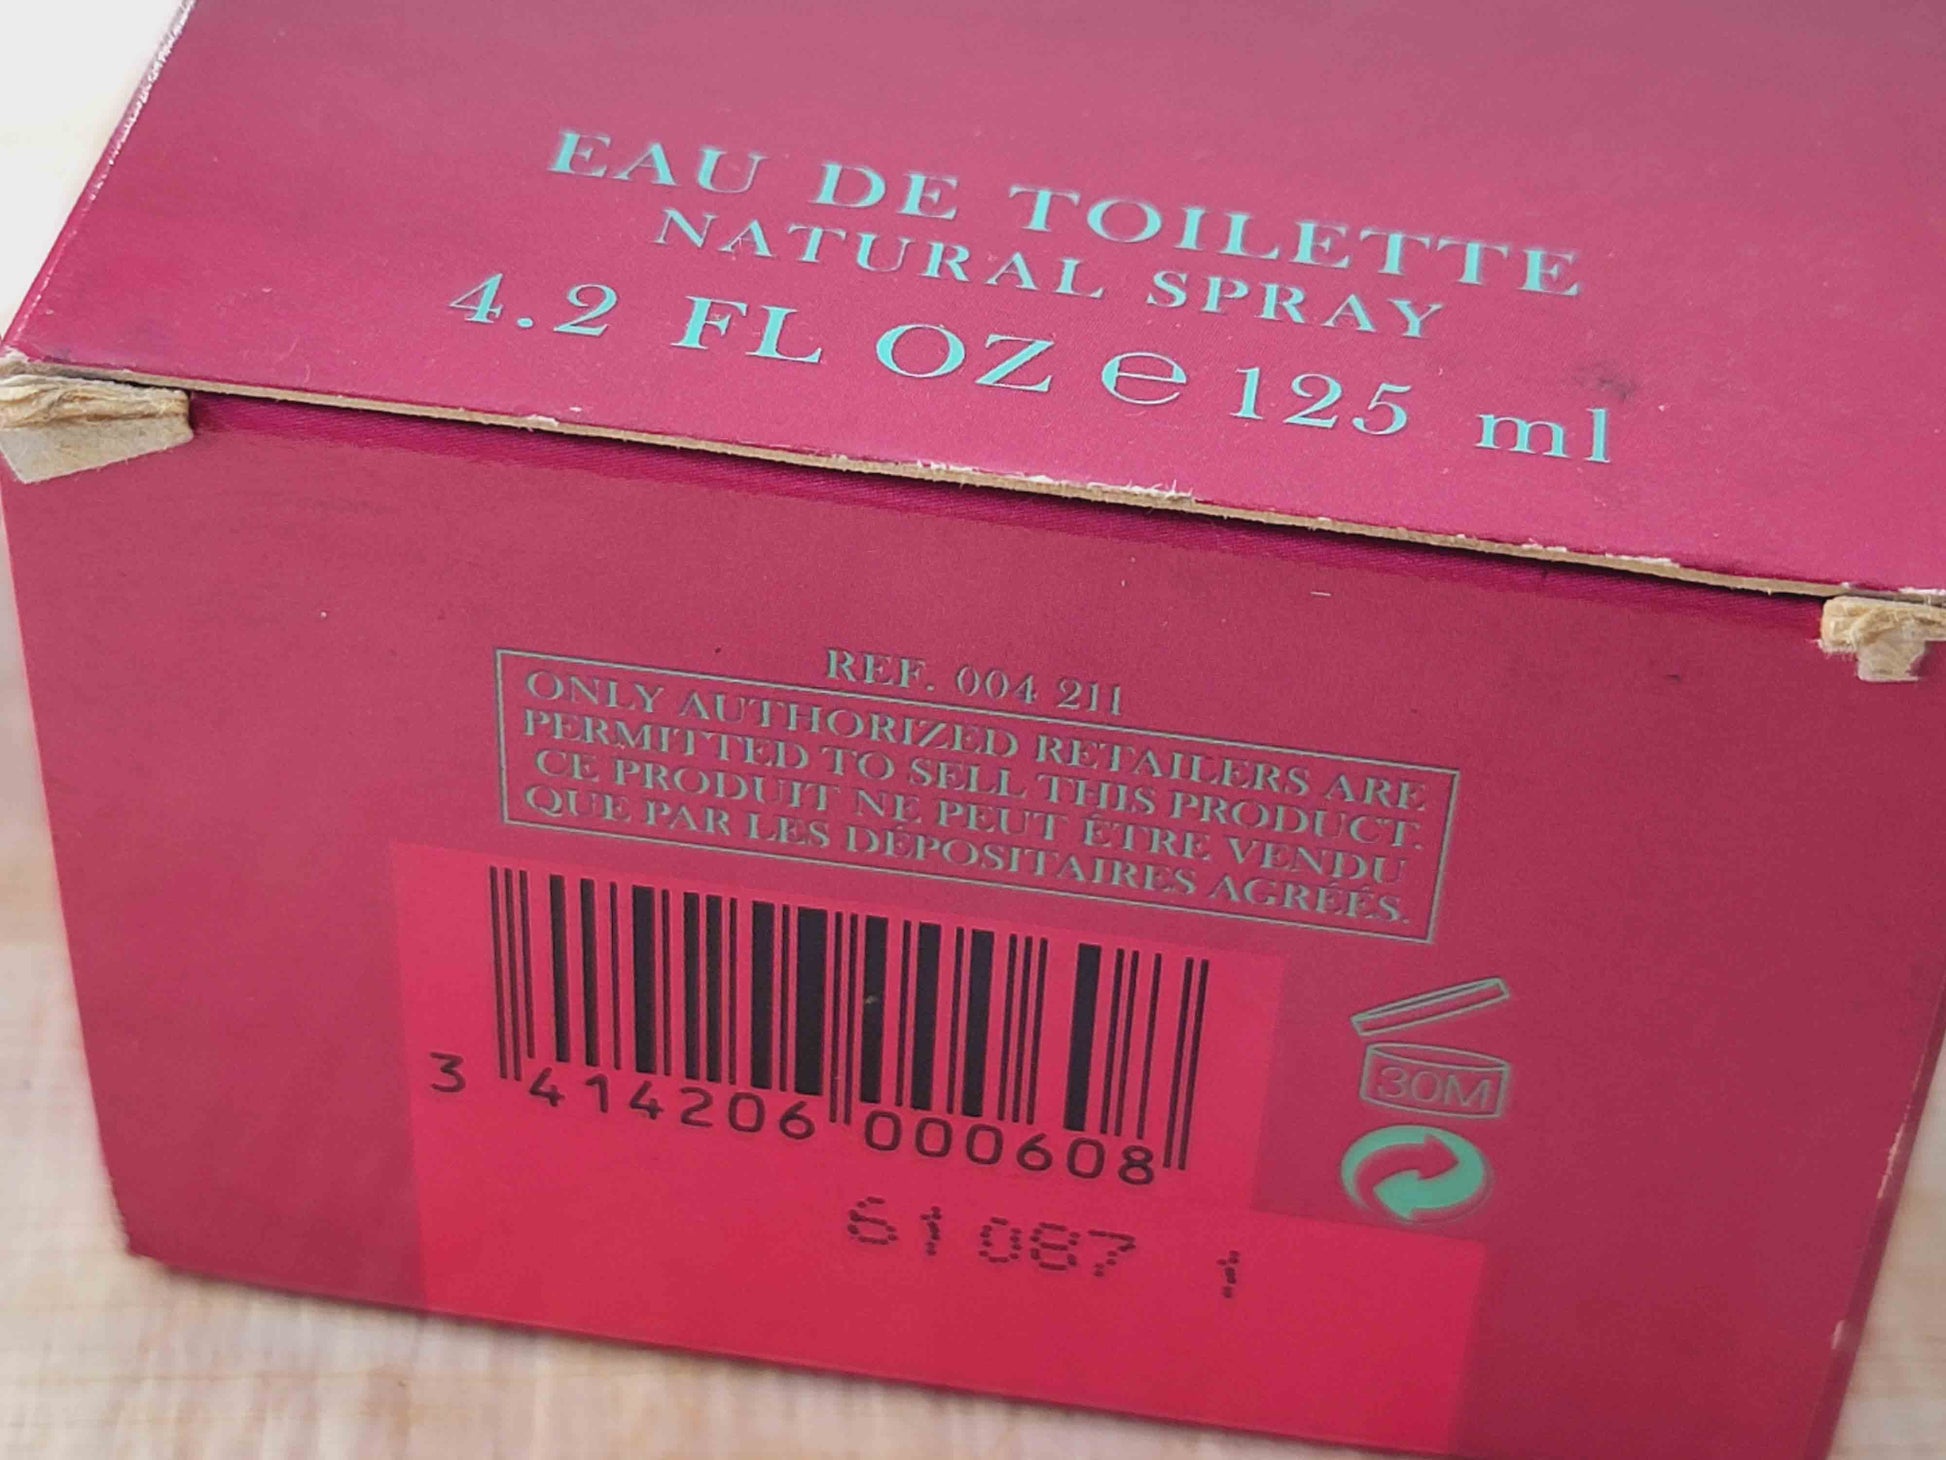 EAU DE TOILETTE
NATURAL SPRAY
4.2 FL OZ ℮ 125 ml
REF. 004 211
ONLY AUTHORIZED RETAILERS ARE
PERMITTED TO SELL THIS PRODUCT.
CE PRODUIT NE PEUT ÊTRE VENDU
QUE PAR LES DÉPOSITAIRES AGRÉÉS.
30M
3 414206 000608
61087 1